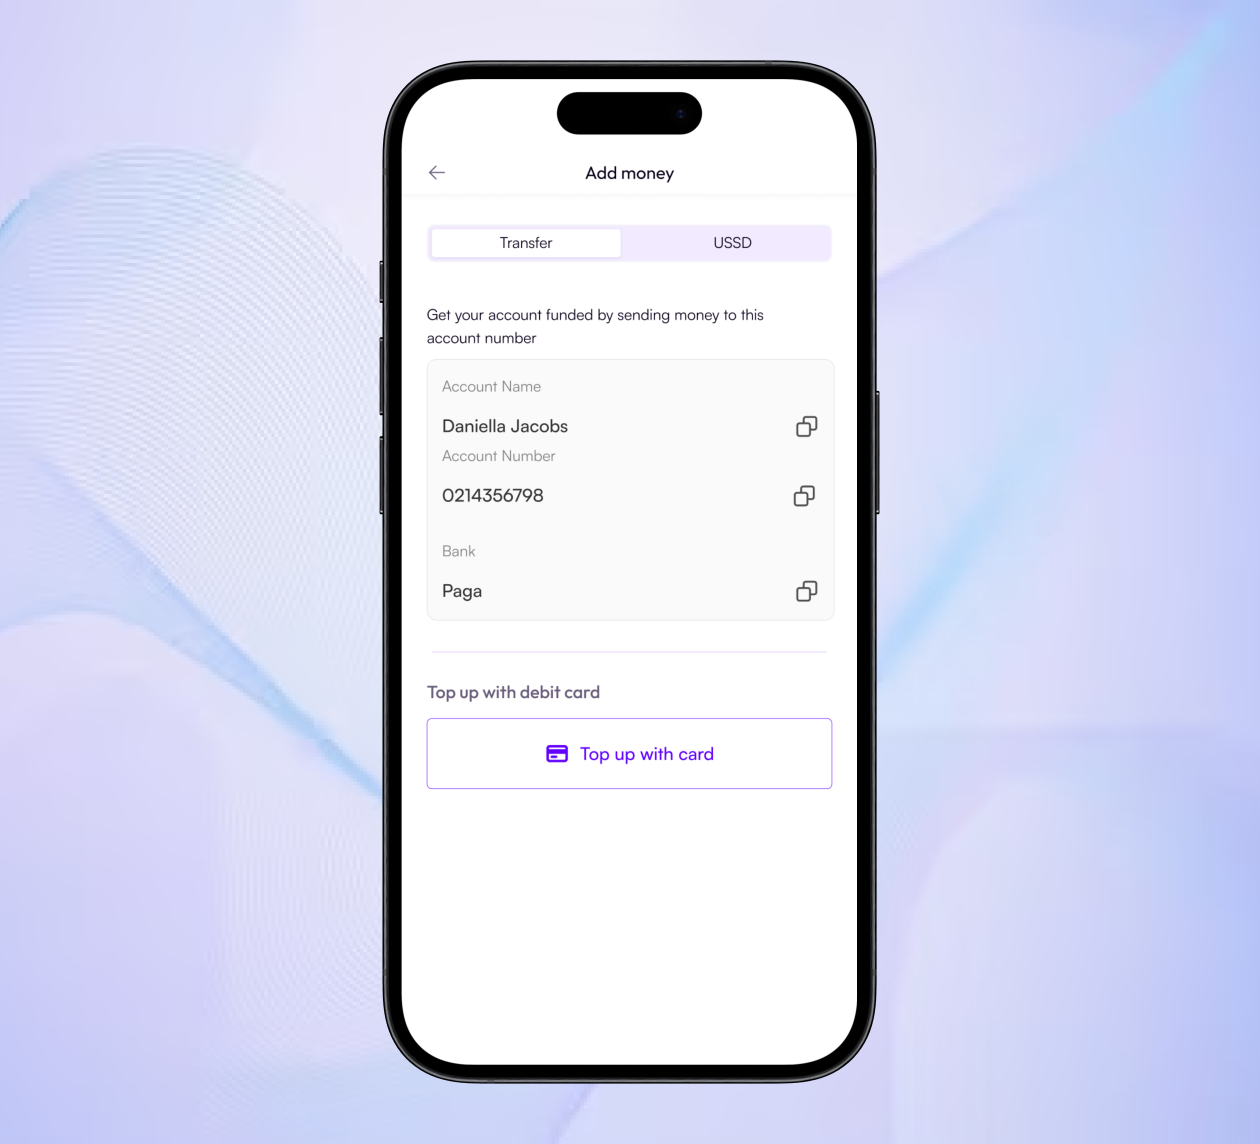 Add money
Transfer
USSD
Get your account funded by sending money to this
account number
Account Name
Daniella Jacobs
Account Number
0214356798
Bank
Paga
Top up with debit card
Top up with card